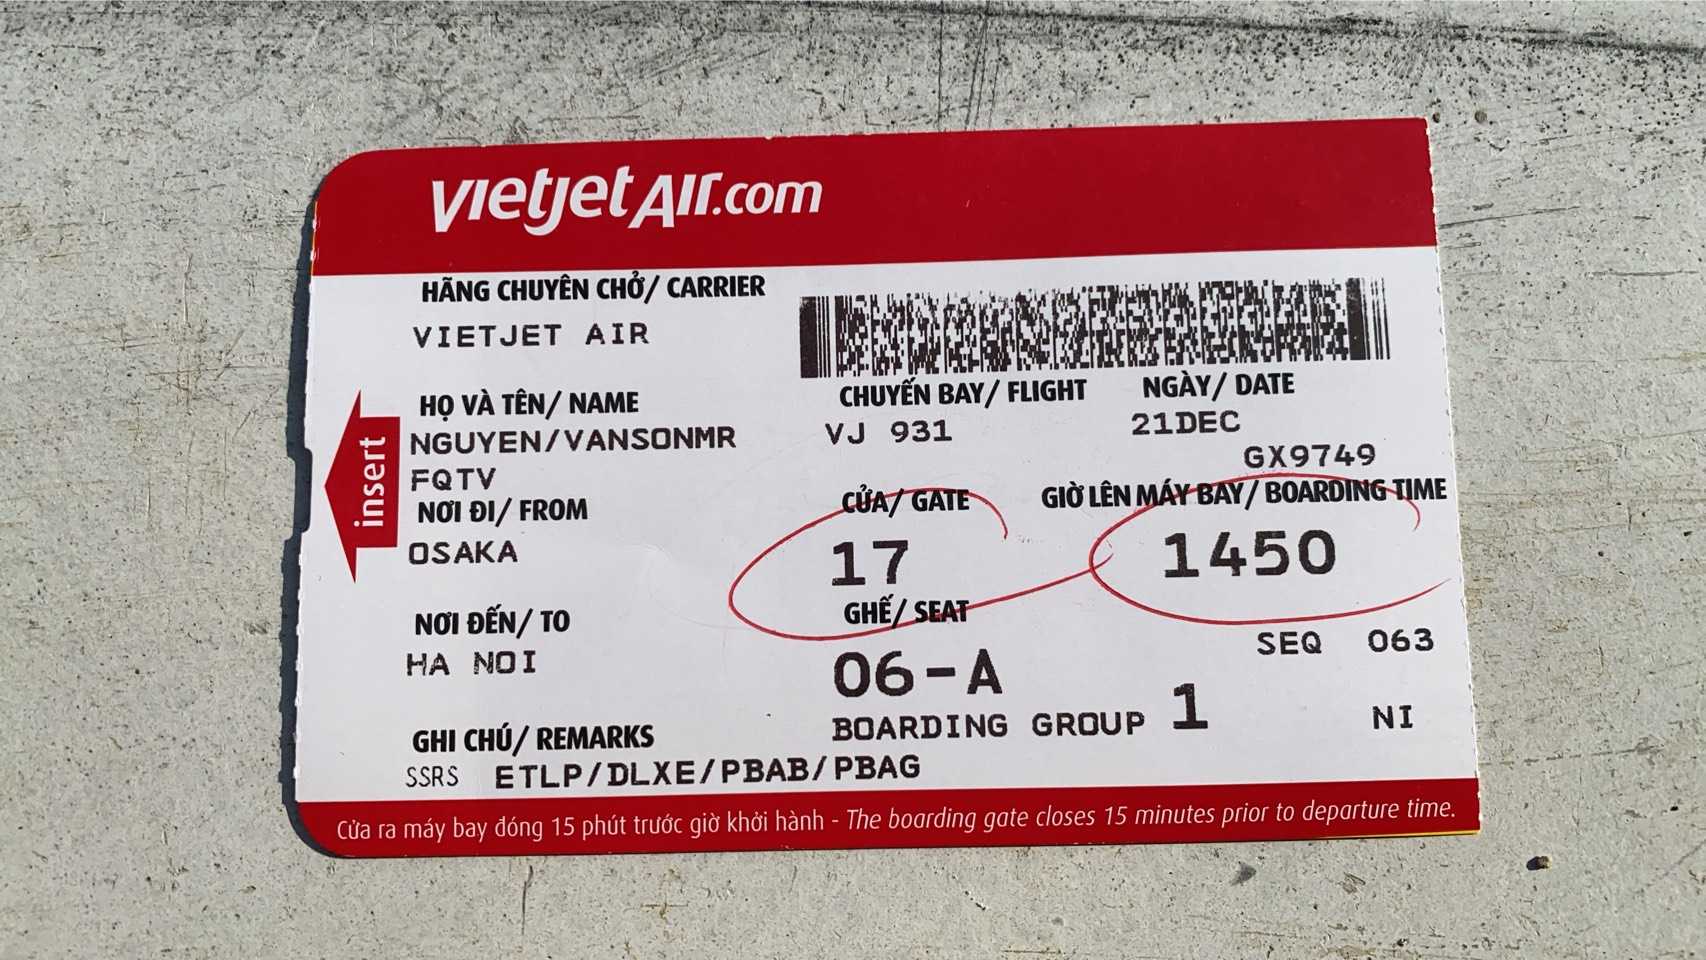 vietjetAir.com
HÃNG CHUYÊN CHỞ/ CARRIER
VIETJET AIR
HỌ VÀ TÊN/ NAME
NGUYEN/VANSONMR
FQTV
NƠI ĐI/ FROM
OSAKA
NƠI ĐẾN/ TO
HA NOI
GHI CHÚ/ REMARKS
SSRS ETLP/DLXE/PBAB/PBAG
insert
CHUYẾN BAY/ FLIGHT NGÀY/ DATE
VJ 931 21DEC
GX9749
CỬA/ GATE GIỜ LÊN MÁY BAY/ BOARDING TIME
17 1450
GHẾ/ SEAT
SEQ 063
06-A
BOARDING GROUP 1 NI
Cửa ra máy bay đóng 15 phút trước giờ khởi hành - The boarding gate closes 15 minutes prior to departure time.